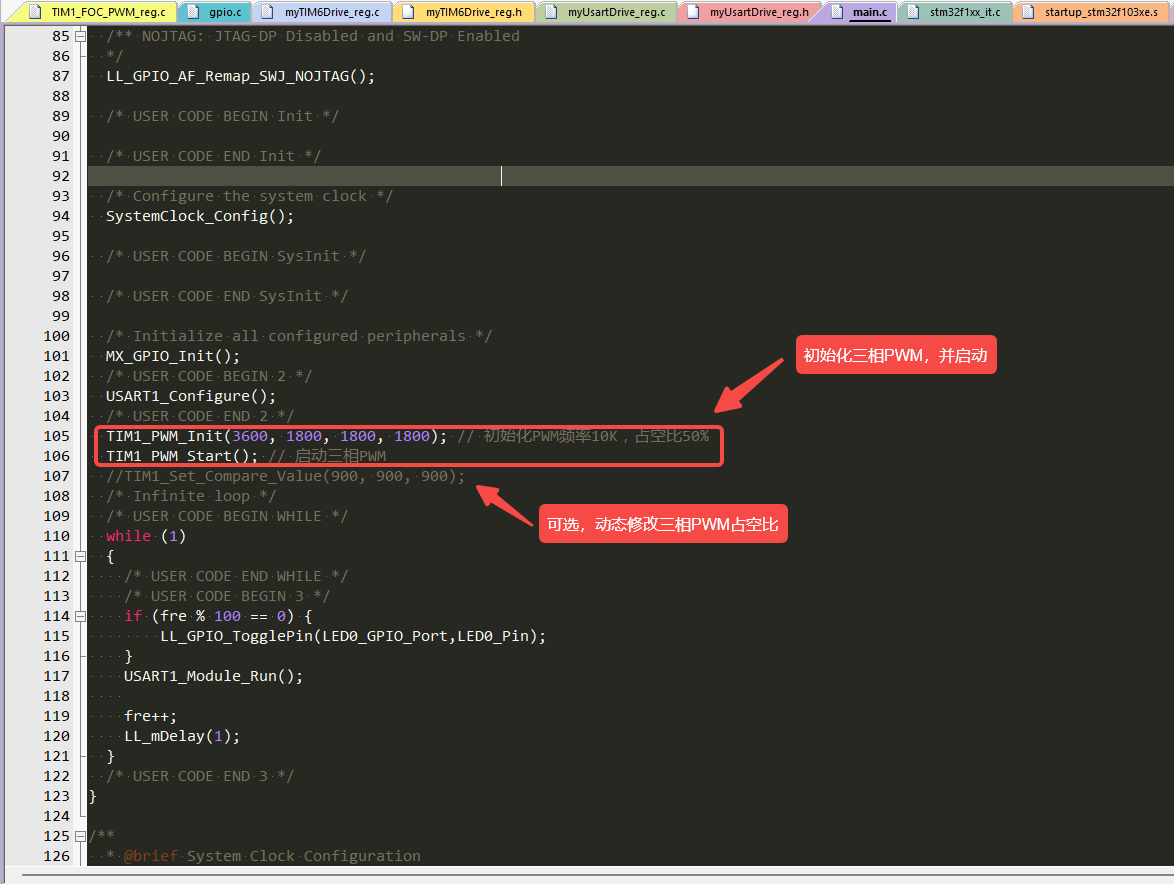 TIM1_FOC_PWM_reg.c gpio.c myTIM6Drive_reg.c myTIM6Drive_reg.h myUsartDrive_reg.c myUsartDrive_reg.h main.c stm32f1xx_it.c startup_stm32f103xe.s
85 /** NOJTAG: JTAG-DP Disabled and SW-DP Enabled
86 */
87 LL_GPIO_AF_Remap_SWJ_NOJTAG();
88
89 /* USER CODE BEGIN Init */
90
91 /* USER CODE END Init */
92
93 /* Configure the system clock */
94 SystemClock_Config();
95
96 /* USER CODE BEGIN SysInit */
97
98 /* USER CODE END SysInit */
99
100 /* Initialize all configured peripherals */
101 MX_GPIO_Init();
初始化三相PWM，并启动
102 /* USER CODE BEGIN 2 */
103 USART1_Configure();
104 /* USER CODE END 2 */
105 TIM1_PWM_Init(3600, 1800, 1800, 1800); // 初始化PWM频率10K，占空比50%
106 TIM1_PWM_Start(); // 启动三相PWM
107 //TIM1_Set_Compare_Value(900, 900, 900);
108 /* Infinite loop */
109 /* USER CODE BEGIN WHILE */
可选，动态修改三相PWM占空比
110 while (1)
111 {
112 /* USER CODE END WHILE */
113 /* USER CODE BEGIN 3 */
114 if (fre % 100 == 0) {
115 LL_GPIO_TogglePin(LED0_GPIO_Port,LED0_Pin);
116 }
117 USART1_Module_Run();
118
119 fre++;
120 LL_mDelay(1);
121 }
122 /* USER CODE END 3 */
123 }
124
125 /**
126 * @brief System Clock Configuration